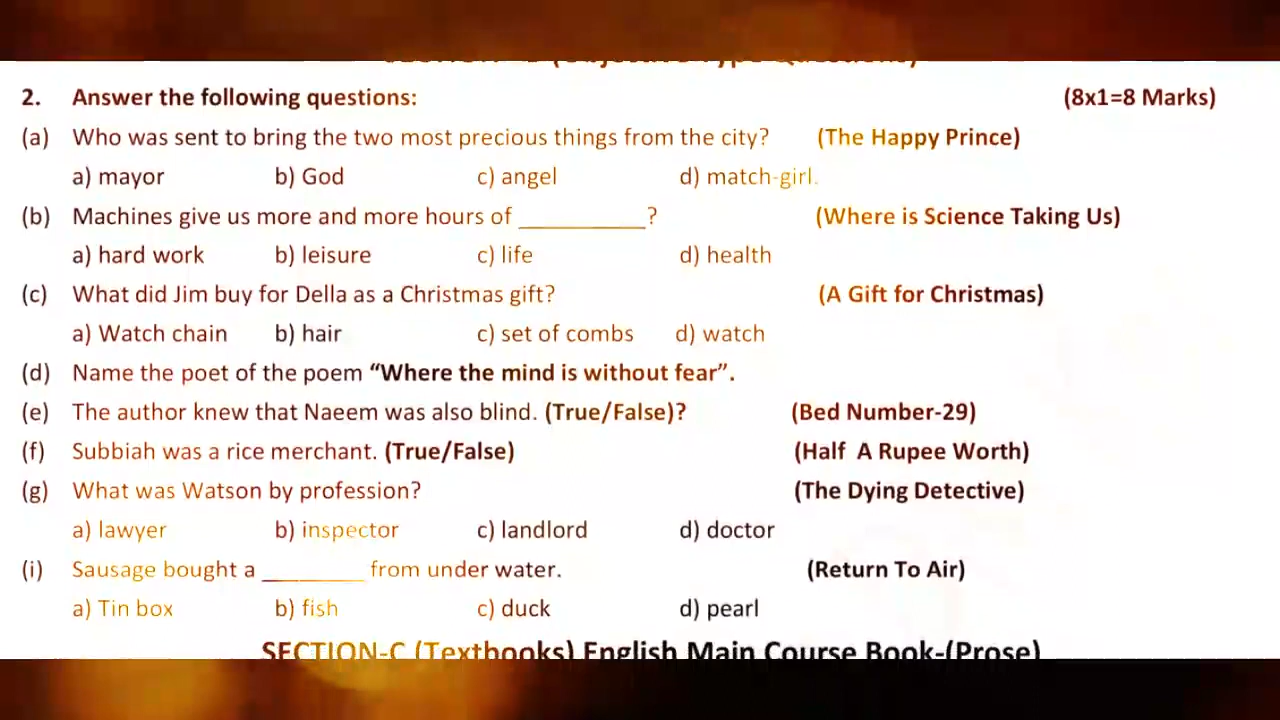 2. Answer the following questions: (8x1=8 Marks)
(a) Who was sent to bring the two most precious things from the city? (The Happy Prince)
a) mayor b) God c) angel d) match-girl.
(b) Machines give us more and more hours of __________? (Where is Science Taking Us)
a) hard work b) leisure c) life d) health
(c) What did Jim buy for Della as a Christmas gift? (A Gift for Christmas)
a) Watch chain b) hair c) set of combs d) watch
(d) Name the poet of the poem “Where the mind is without fear”.
(e) The author knew that Naeem was also blind. (True/False)? (Bed Number-29)
(f) Subbiah was a rice merchant. (True/False) (Half A Rupee Worth)
(g) What was Watson by profession? (The Dying Detective)
a) lawyer b) inspector c) landlord d) doctor
(i) Sausage bought a ________ from under water. (Return To Air)
a) Tin box b) fish c) duck d) pearl
SECTION-C (Textbooks) English Main Course Book-(Prose)